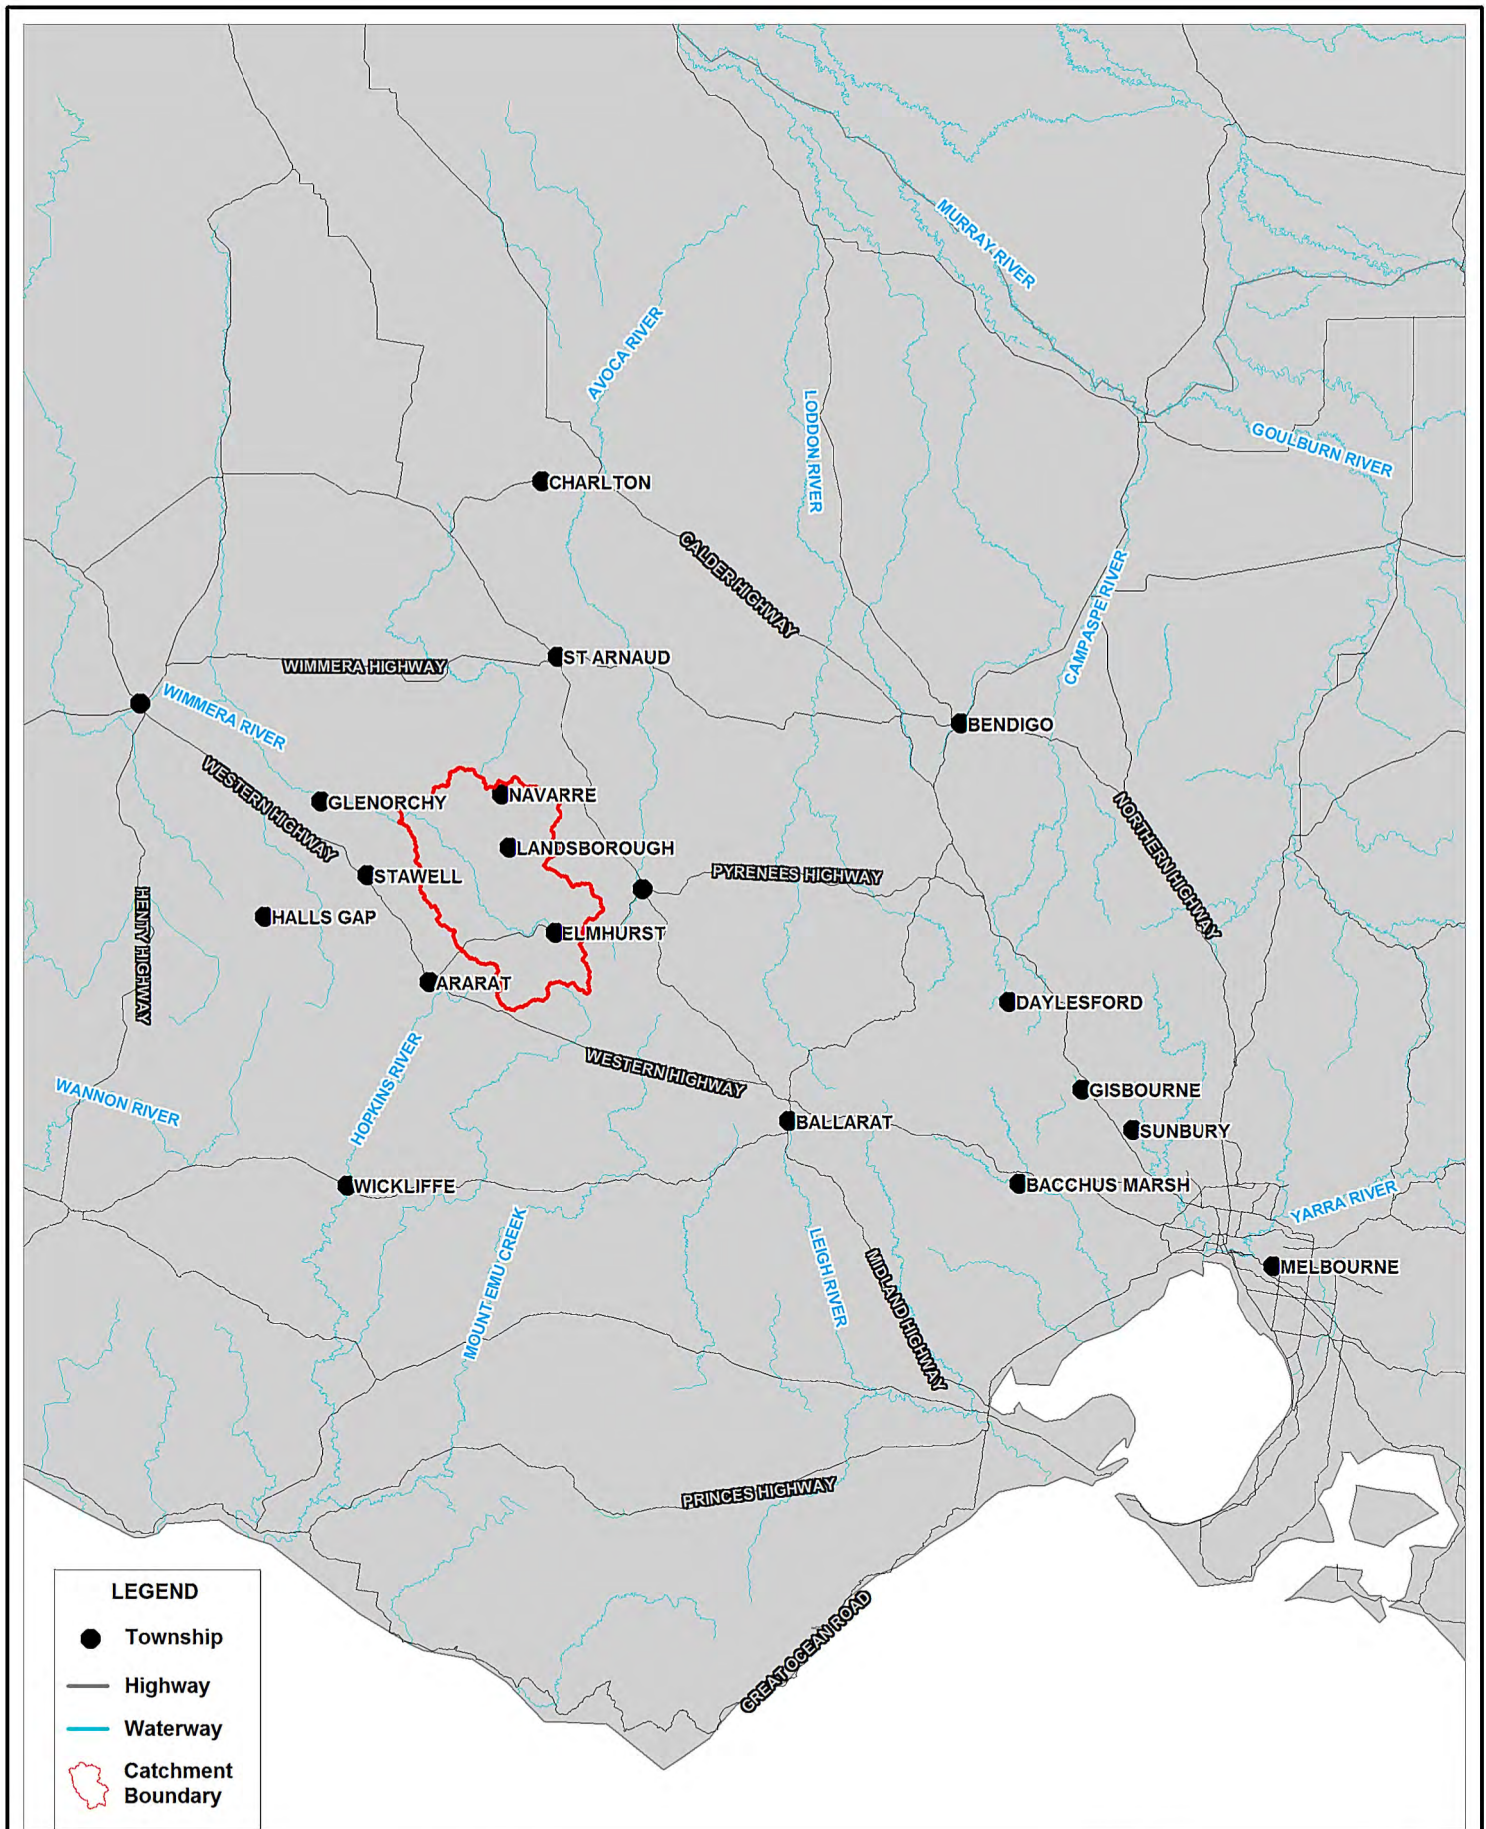 MURRAY RIVER
AVOCA RIVER
LODDON RIVER
GOULBURN RIVER
CHARLTON
CALDER HIGHWAY
CAMPASPE RIVER
ST ARNAUD
WIMMERA HIGHWAY
WIMMERA RIVER
BENDIGO
WESTERN HIGHWAY
GLENORCHY
NAVARRE
NORTHERN HIGHWAY
LANDSBOROUGH
STAWELL
PYRENEES HIGHWAY
HENTY HIGHWAY
HALLS GAP
ELMHURST
ARARAT
DAYLESFORD
HOPKINS RIVER
WESTERN HIGHWAY
WANNON RIVER
GISBOURNE
BALLARAT
SUNBURY
WICKLIFFE
BACCHUS MARSH
YARRA RIVER
MOUNT EMU CREEK
LEIGH RIVER
MIDLAND HIGHWAY
MELBOURNE
PRINCES HIGHWAY
GREAT OCEAN ROAD
LEGEND
Township
Highway
Waterway
Catchment
Boundary